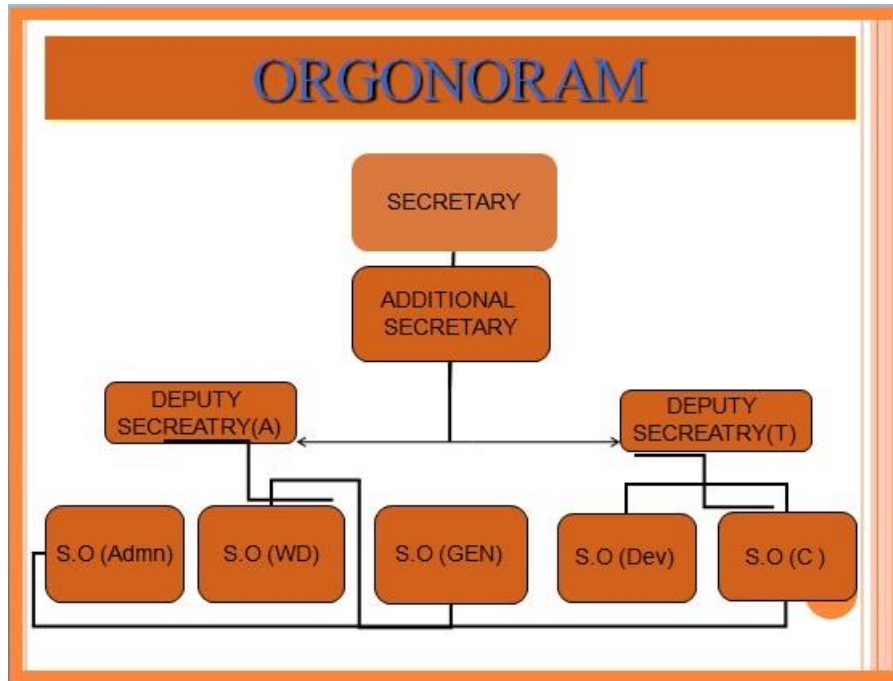 ORGONORAM
SECRETARY
ADDITIONAL
SECRETARY
DEPUTY
SECREATRY(A)
DEPUTY
SECREATRY(T)
S.O (Admn)
S.O (WD)
S.O (GEN)
S.O (Dev)
S.O (C )